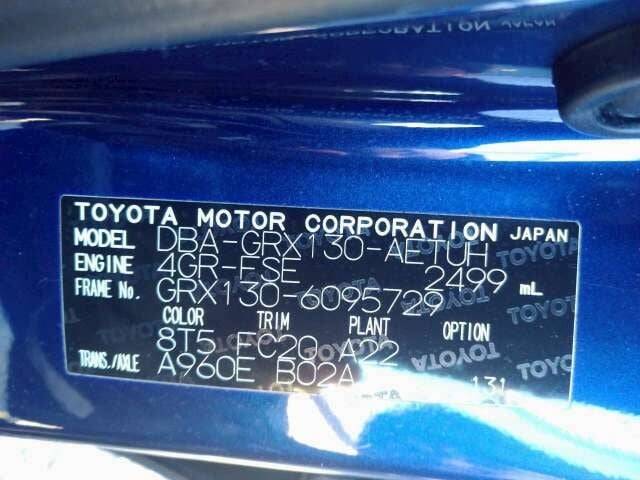 TOYOTA MOTOR CORPORATION JAPAN
MODEL DBA-GRX130-AETUH
ENGINE 4GR-FSE 2499 mL
FRAME No. GRX130-6095729
COLOR TRIM PLANT OPTION
8T5 FC20 A22
TRANS./AXLE A960E B02A 131